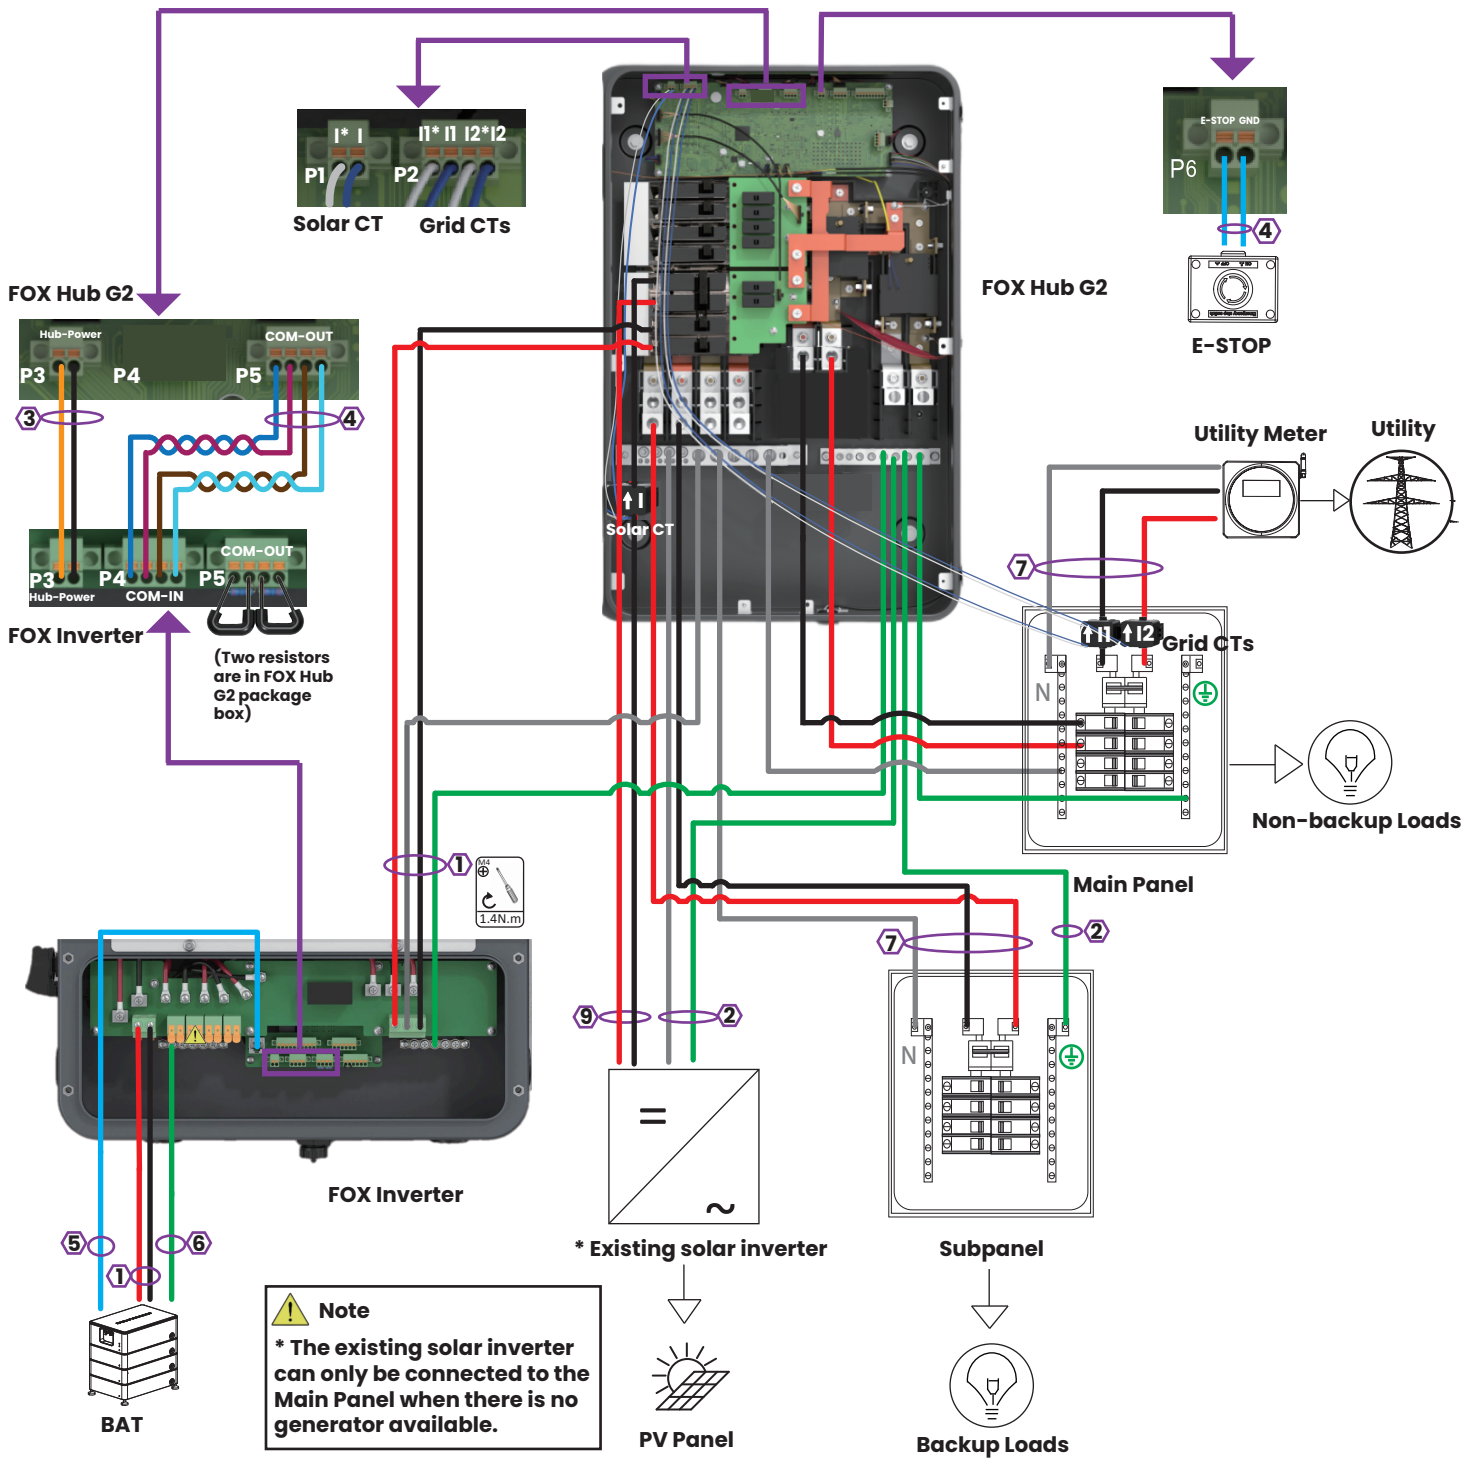 I* I
P1
I1* I1 I2* I2
P2
Solar CT
Grid CTs
E-STOP GND
P6
4
E-STOP
FOX Hub G2
FOX Hub G2
Hub-Power
COM-OUT
P3
P4
P5
3
4
P3
Hub-Power
P4
COM-IN
COM-OUT
P5
FOX Inverter
(Two resistors
are in FOX Hub
G2 package
box)
I
Solar CT
Utility Meter
Utility
7
I1
I2
Grid CTs
N
Non-backup Loads
Main Panel
1
M4
1.4N.m
7
2
9
2
N
FOX Inverter
5
1
6
BAT
* Existing solar inverter
PV Panel
Subpanel
Backup Loads
Note
* The existing solar inverter
can only be connected to the
Main Panel when there is no
generator available.